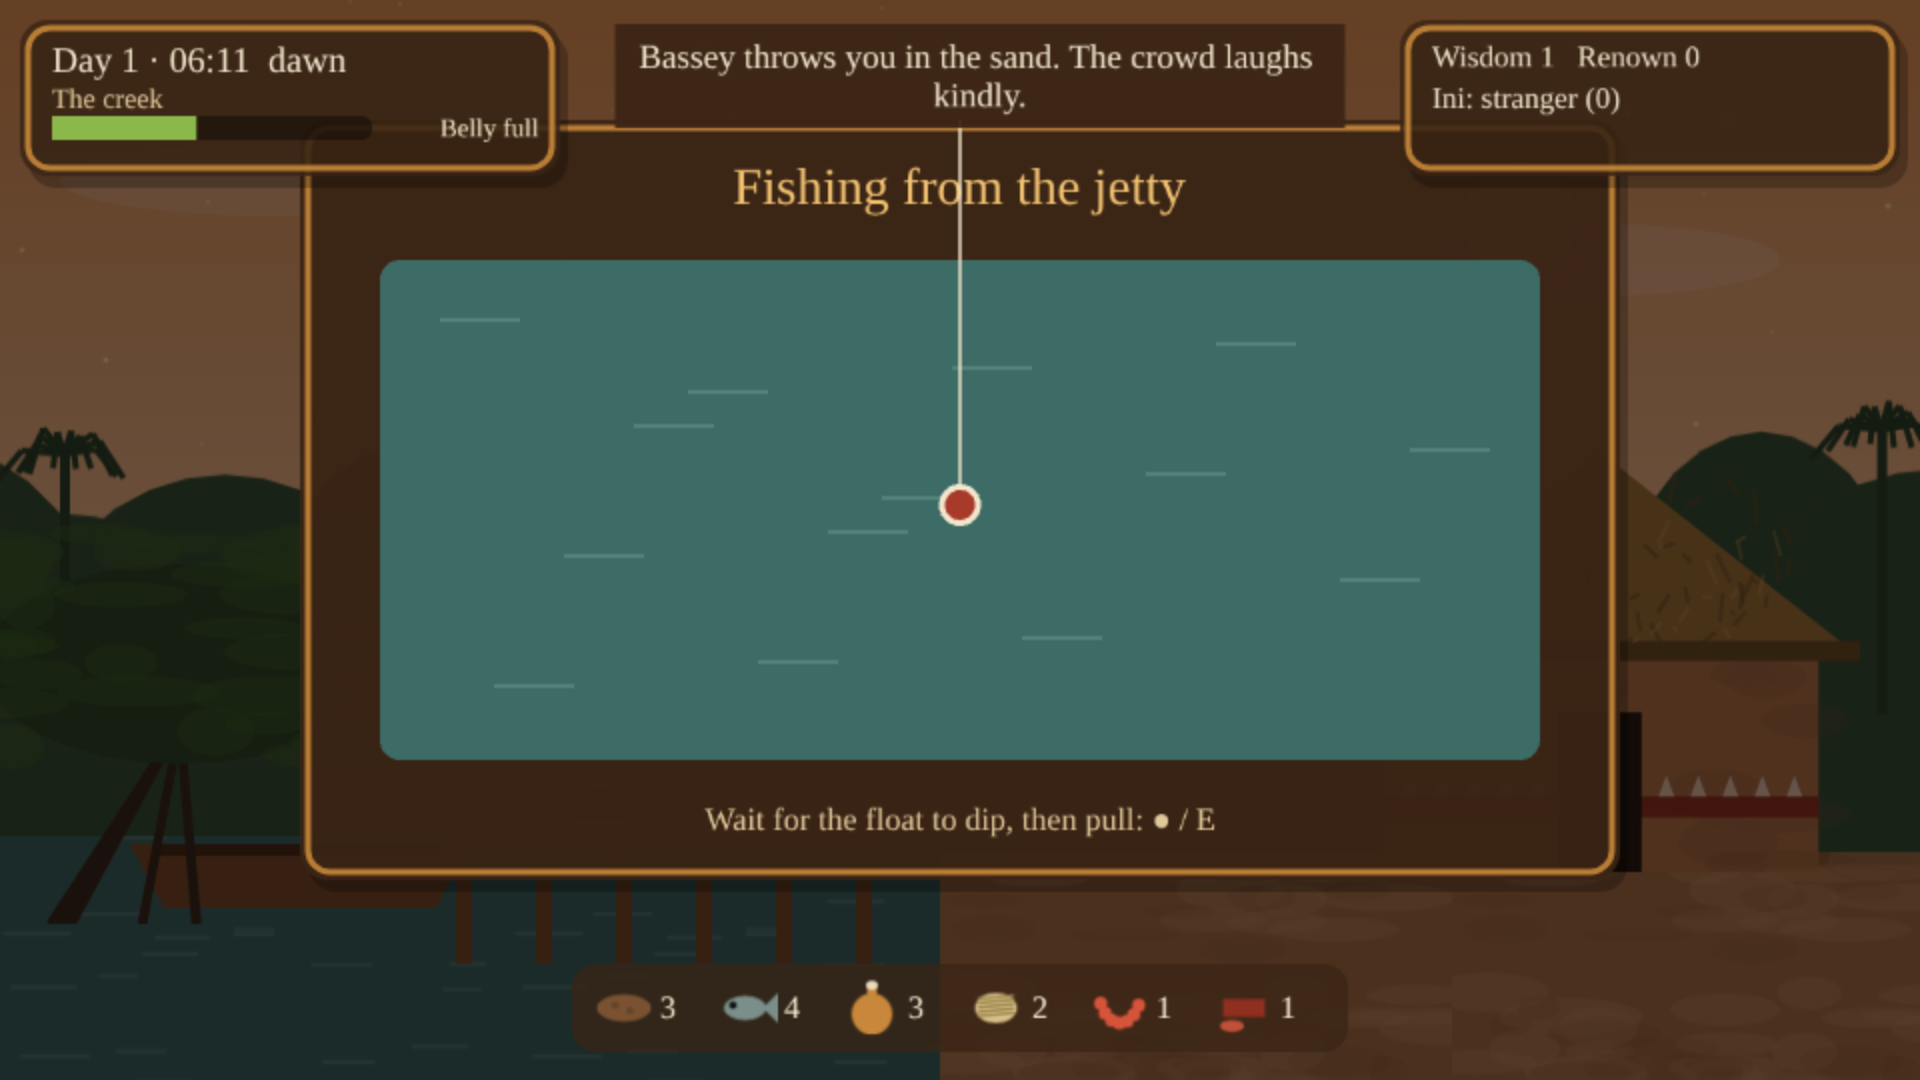 Day 1 · 06:11 dawn
The creek
Belly full
Bassey throws you in the sand. The crowd laughs
kindly.
Wisdom 1 Renown 0
Ini: stranger (0)
Fishing from the jetty
Wait for the float to dip, then pull: ● / E
3 4 3 2 1 1